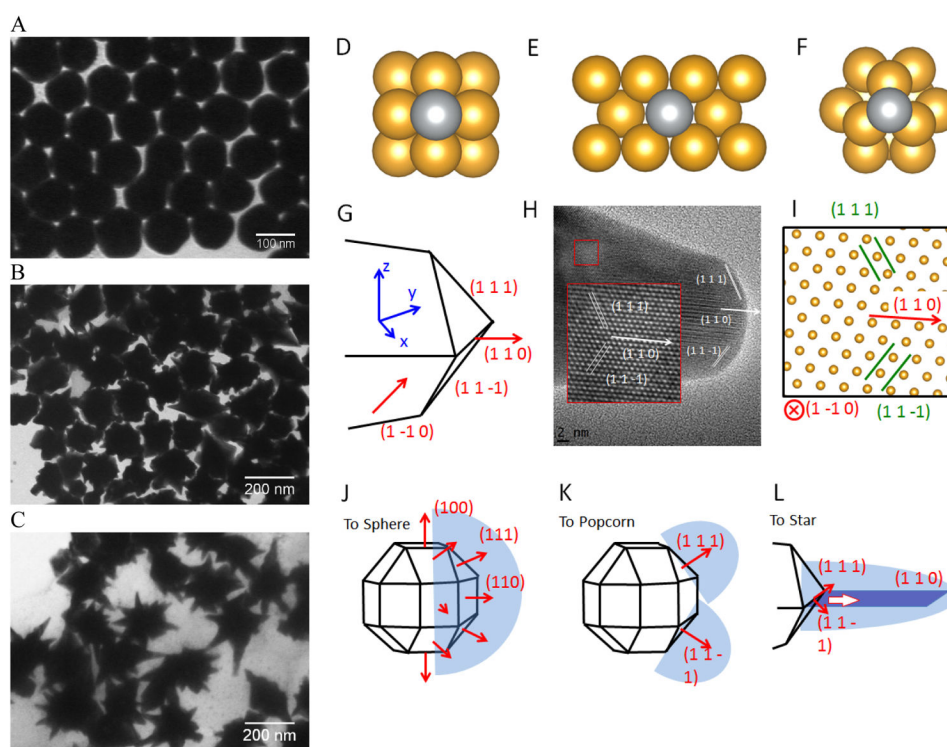 A
100 nm
B
200 nm
C
200 nm
D
E
F
G
z
y
x
(1 1 1)
(1 1 0)
(1 1 -1)
(1 -1 0)
H
(1 1 1)
(1 1 0)
(1 1 -1)
(1 1 1)
(1 1 0)
(1 1 -1)
2 nm
I
(1 1 1)
(1 1 0)
(1 -1 0)
(1 1 -1)
J
To Sphere
(100)
(111)
(110)
K
To Popcorn
(1 1 1)
(1 1 -
1)
L
To Star
(1 1 1)
(1 1 0)
(1 1 -
1)